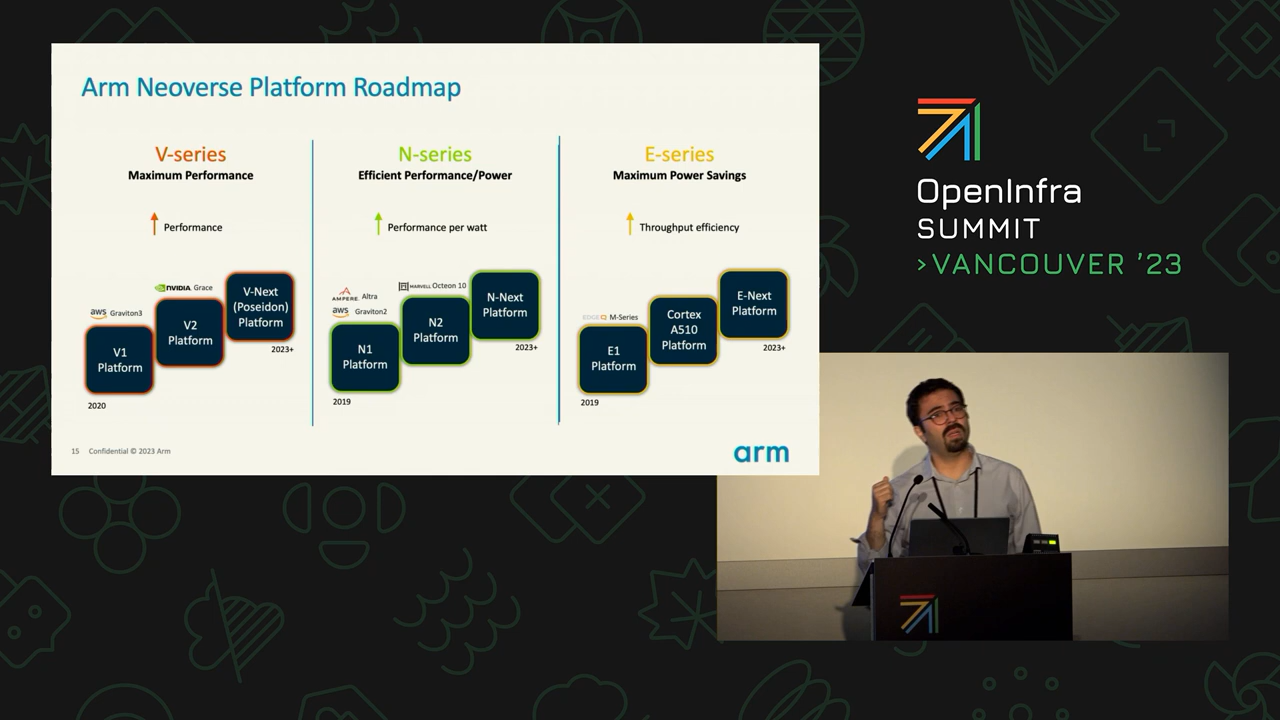 Arm Neoverse Platform Roadmap
V-series
Maximum Performance
Performance
aws Graviton3
NVIDIA. Grace
V1
Platform
V2
Platform
V-Next
(Poseidon)
Platform
2020
2023+
N-series
Efficient Performance/Power
Performance per watt
AMPERE. Altra
aws Graviton2
MARVELL Octeon 10
N1
Platform
N2
Platform
N-Next
Platform
2019
2023+
E-series
Maximum Power Savings
Throughput efficiency
EDGEQ M-Series
E1
Platform
Cortex
A510
Platform
E-Next
Platform
2019
2023+
15 Confidential © 2023 Arm
arm
OpenInfra
SUMMIT
>VANCOUVER ’23